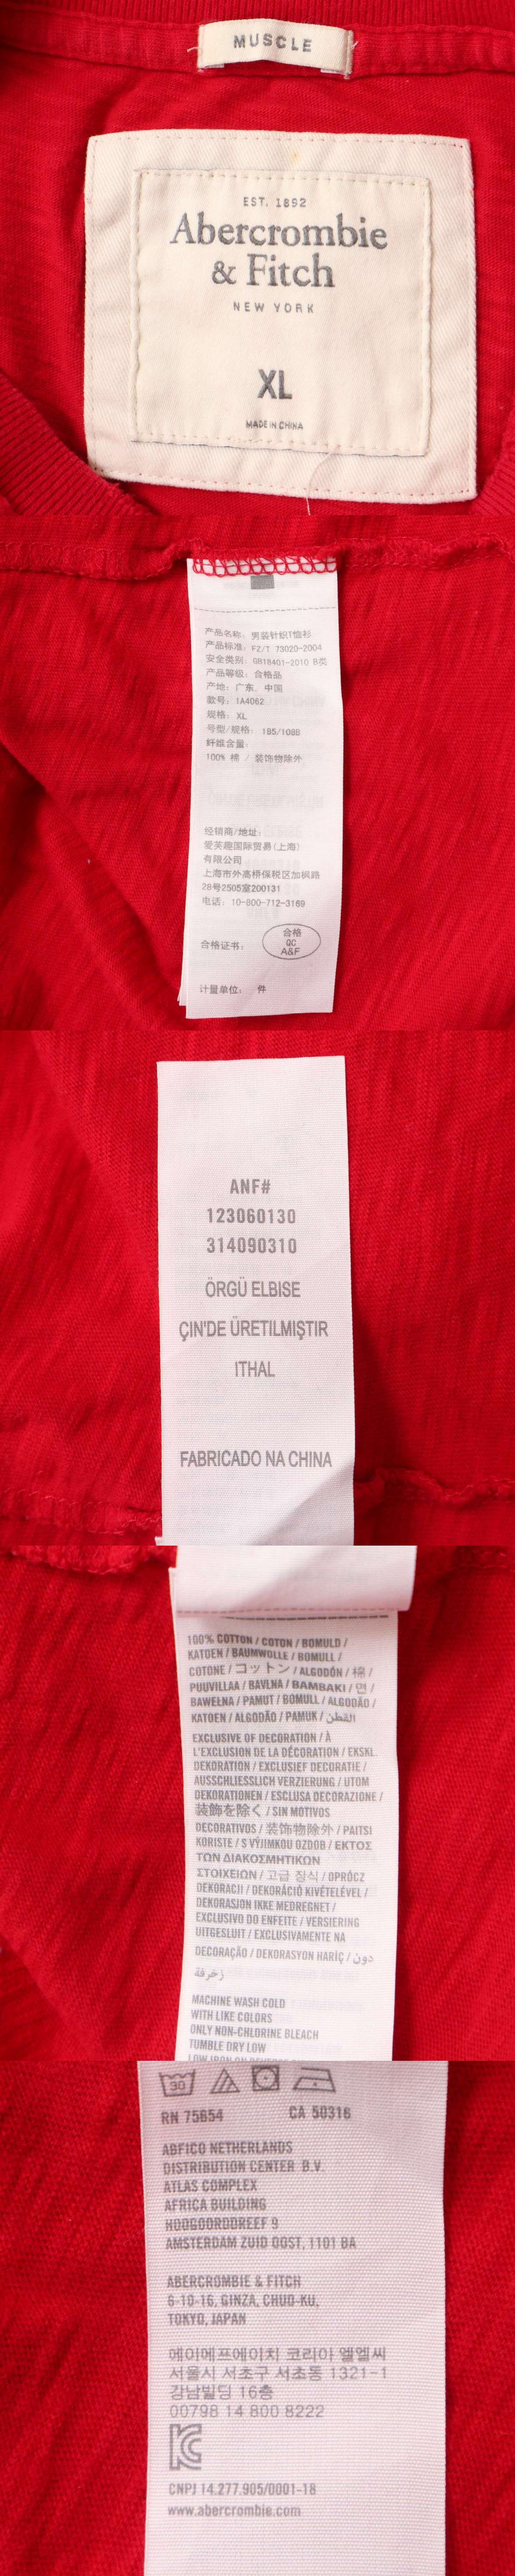 MUSCLE
EST. 1892
Abercrombie
& Fitch
NEW YORK
XL
MADE IN CHINA
产品名称：男装针织T恤衫
产品标准：FZ/T 73020-2004
安全类别：GB18401-2010 B类
产品等级：合格品
产地：广东，中国
款号：1A4062
规格：XL
号型/规格：185/108B
纤维含量：
100% 棉 / 装饰物除外
经销商/地址：
爱芙趣国际贸易(上海)
有限公司
上海市外高桥保税区加枫路
28号2505室200131
电话：10-800-712-3169
合格证书：
合格
QC
A&F
计量单位： 件
ANF#
123060130
314090310
ÖRGÜ ELBISE
ÇIN'DE ÜRETILMIŞTIR
ITHAL
FABRICADO NA CHINA
100% COTTON / COTON / BOMULD /
KATOEN / BAUMWOLLE / BOMULL /
COTONE / コットン / ALGODÓN / 棉 /
PUUVILLAA / BAVLNA / BAMBAKI / 면 /
BAWEŁNA / PAMUT / BOMULL / ALGODÃO /
KATOEN / ALGODÃO / PAMUK / القطن
EXCLUSIVE OF DECORATION / À
L'EXCLUSION DE LA DÉCORATION / EKSKL.
DEKORATION / EXCLUSIEF DECORATIE /
AUSSCHLIESSLICH VERZIERUNG / UTOM
DEKORATIONEN / ESCLUSA DECORAZIONE /
装飾を除く / SIN MOTIVOS
DECORATIVOS / 装饰物除外 / PAITSI
KORISTE / S VÝJIMKOU OZDOB / ΕΚΤΟΣ
ΤΩΝ ΔΙΑΚΟΣΜΗΤΙΚΩΝ
ΣΤΟΙΧΕΙΩΝ / 고급 장식 / OPRÓCZ
DEKORACJI / DEKORÁCIÓ KIVÉTELÉVEL /
DEKORASJON IKKE MEDREGNET /
EXCLUSIVO DO ENFEITE / VERSIERING
UITGESLUIT / EXCLUSIVAMENTE NA
DECORAÇÃO / DEKORASYON HARIÇ / دون
زخرفة
MACHINE WASH COLD
WITH LIKE COLORS
ONLY NON-CHLORINE BLEACH
TUMBLE DRY LOW
LOW IRON ON REVERSE
30
RN 75654 CA 50316
ABFICO NETHERLANDS
DISTRIBUTION CENTER B.V.
ATLAS COMPLEX
AFRICA BUILDING
HOOGOORDDREEF 9
AMSTERDAM ZUID OOST, 1101 BA
ABERCROMBIE & FITCH
6-10-16, GINZA, CHUO-KU,
TOKYO, JAPAN
에이에프에이치 코리아 엘엘씨
서울시 서초구 서초동 1321-1
강남빌딩 16층
00798 14 800 8222
CNPJ 14.277.905/0001-18
www.abercrombie.com